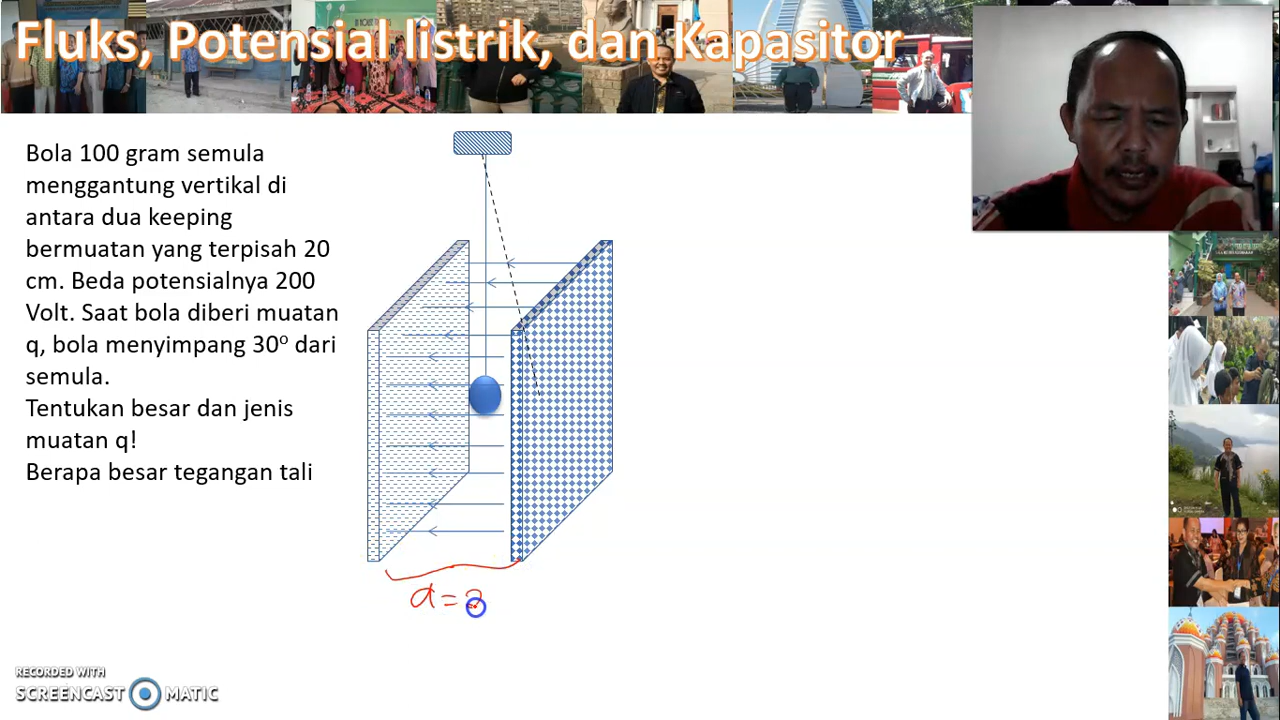 Fluks, Potensial listrik, dan Kapasitor
Bola 100 gram semula
menggantung vertikal di
antara dua keeping
bermuatan yang terpisah 20
cm. Beda potensialnya 200
Volt. Saat bola diberi muatan
q, bola menyimpang 30º dari
semula.
Tentukan besar dan jenis
muatan q!
Berapa besar tegangan tali
d = 2
RECORDED WITH
SCREENCAST MATIC